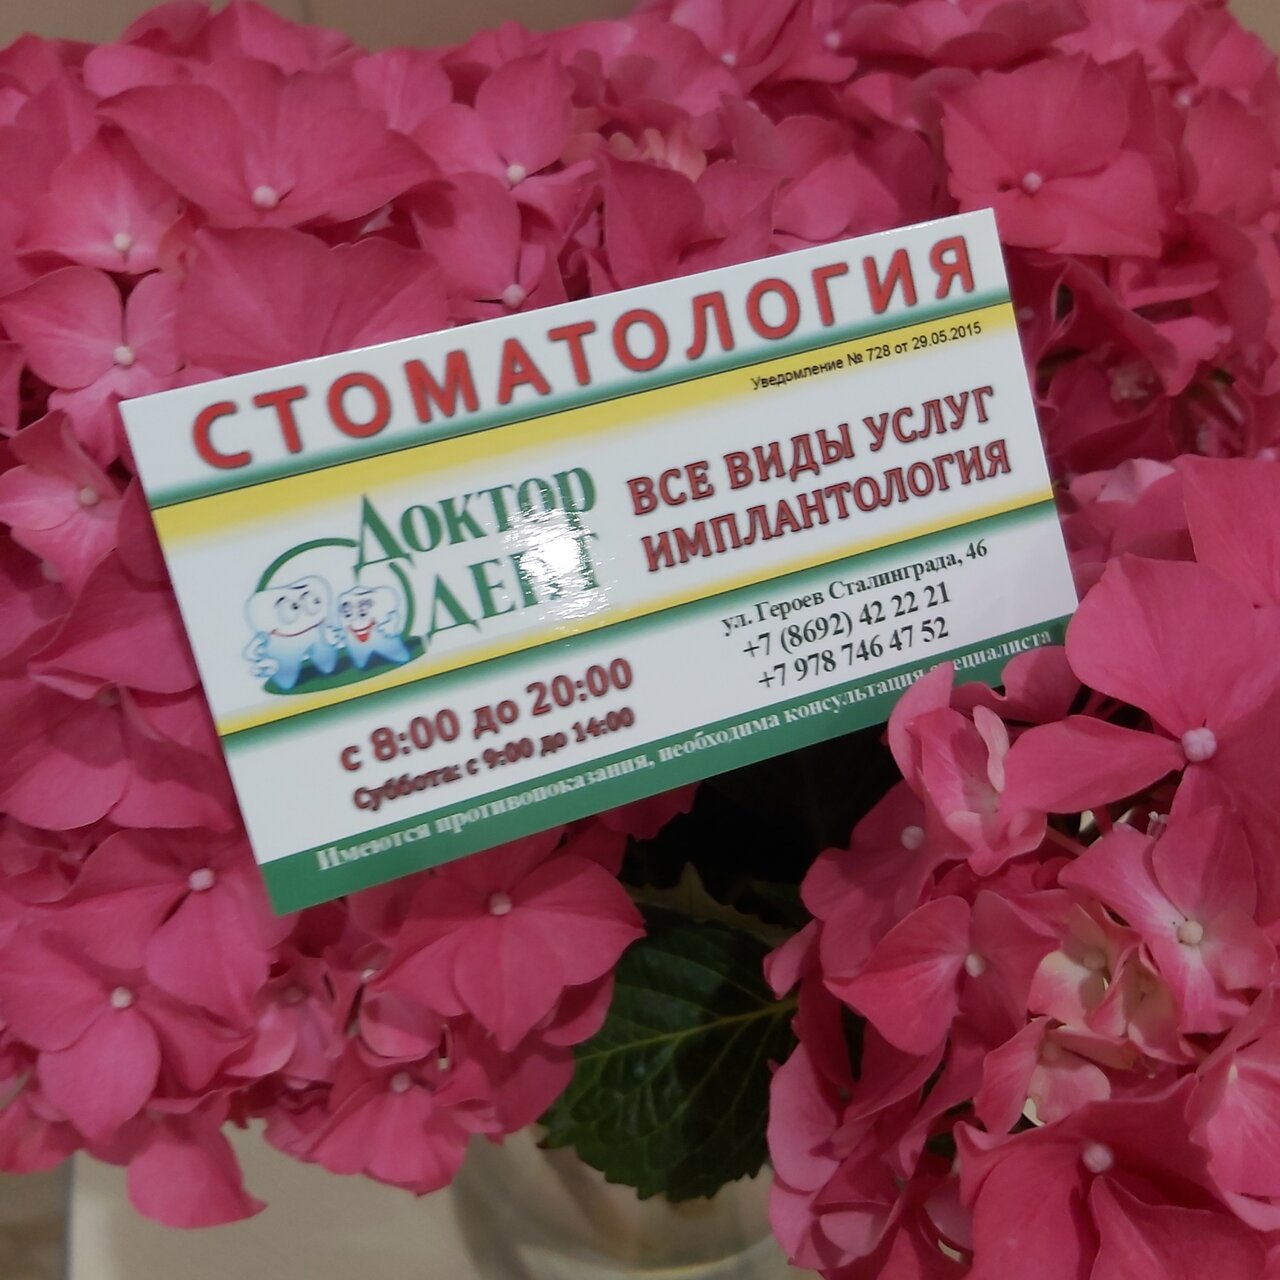 СТОМАТОЛОГИЯ
Уведомление № 728 от 29.05.2015
ДОКТОР
ДЕНТ
ВСЕ ВИДЫ УСЛУГ
ИМПЛАНТОЛОГИЯ
ул. Героев Сталинграда, 46
+7 (8692) 42 22 21
+7 978 746 47 52
с 8:00 до 20:00
Суббота: с 9:00 до 14:00
Имеются противопоказания, необходима консультация специалиста